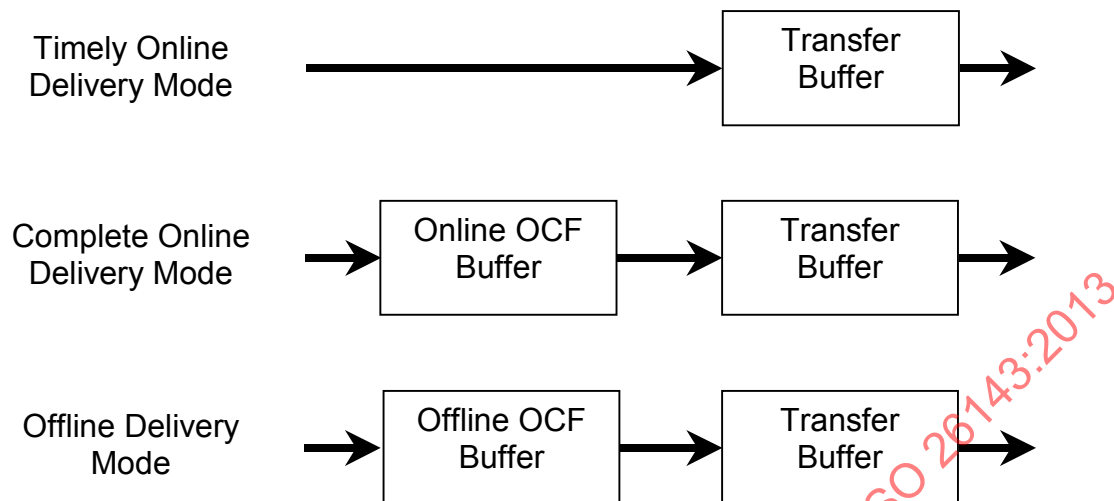 Timely Online
Delivery Mode
Transfer
Buffer
Complete Online
Delivery Mode
Online OCF
Buffer
Transfer
Buffer
Offline Delivery
Mode
Offline OCF
Buffer
Transfer
Buffer
SO 26143:2013